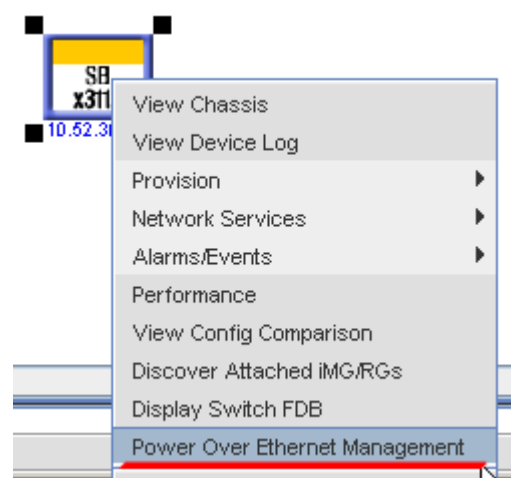 SB
x311
10.52.3
View Chassis
View Device Log
Provision
Network Services
Alarms/Events
Performance
View Config Comparison
Discover Attached iMG/RGs
Display Switch FDB
Power Over Ethernet Management